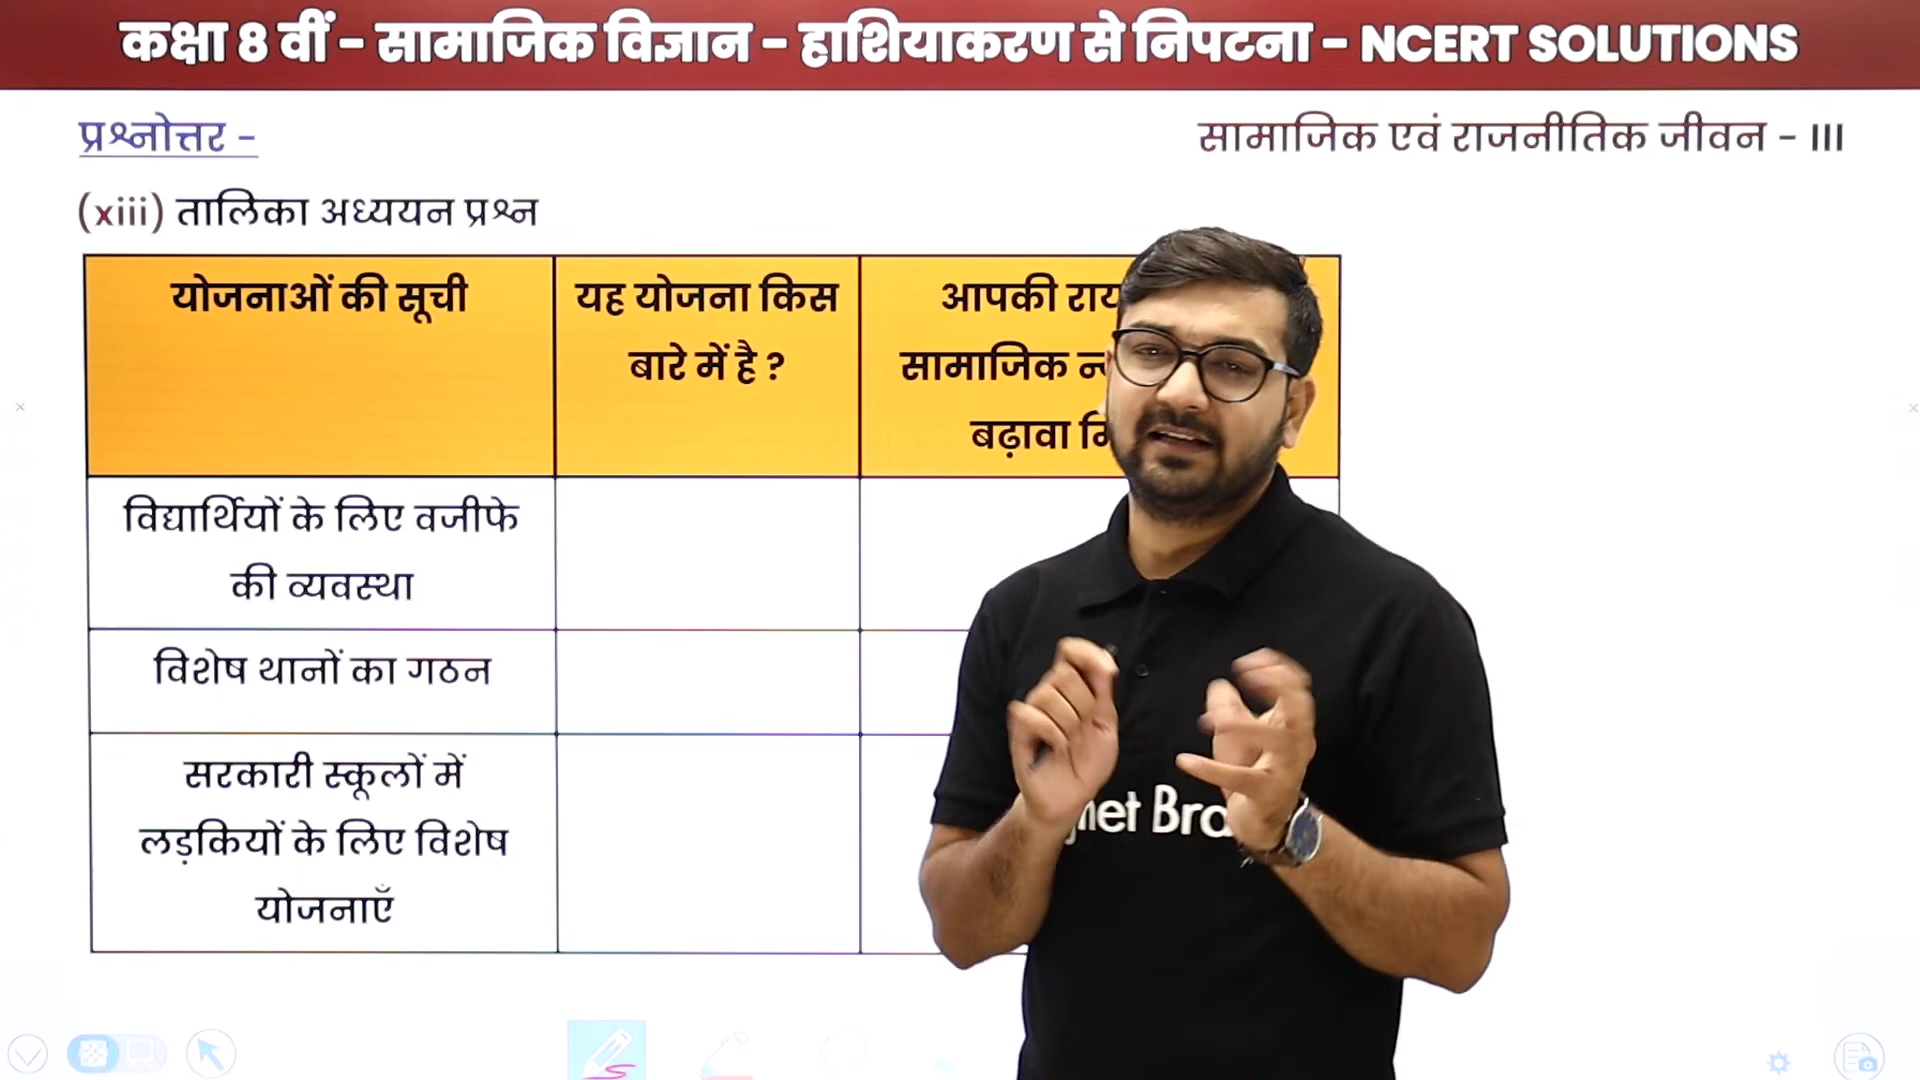 कक्षा 8 वीं - सामाजिक विज्ञान - हाशियाकरण से निपटना - NCERT SOLUTIONS
प्रश्नोत्तर -
सामाजिक एवं राजनीतिक जीवन - III
(xiii) तालिका अध्ययन प्रश्न
योजनाओं की सूची
यह योजना किस
बारे में है ?
आपकी राय
सामाजिक
बढ़ावा
विद्यार्थियों के लिए वजीफे
की व्यवस्था
विशेष थानों का गठन
सरकारी स्कूलों में
लड़कियों के लिए विशेष
योजनाएँ